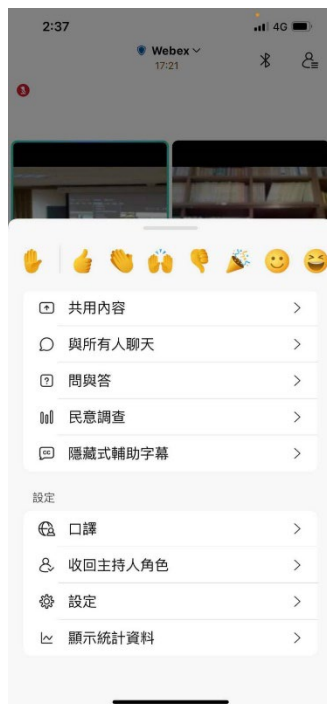 2:37
4G
Webex
17:21
共用內容
與所有人聊天
問與答
民意調查
隱藏式輔助字幕
設定
口譯
收回主持人角色
設定
顯示統計資料